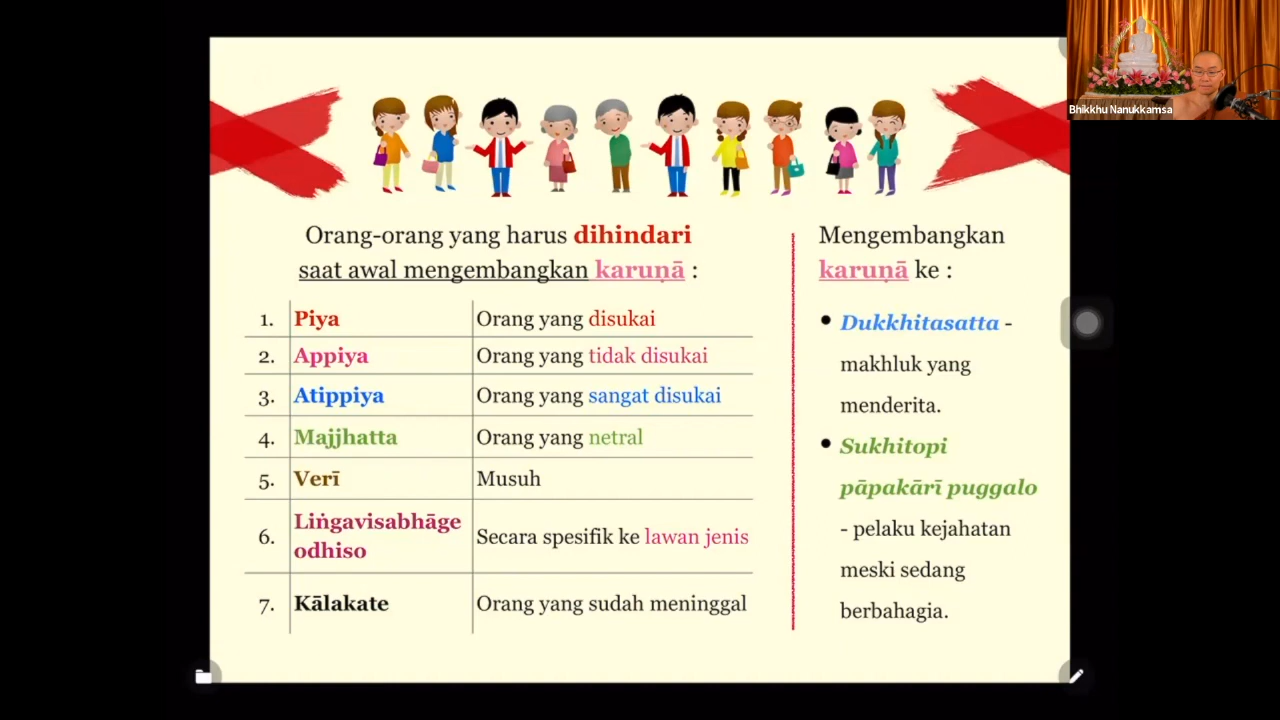 Bhikkhu Nanukkamsa
Orang-orang yang harus dihindari
saat awal mengembangkan karuṇā :
1. Piya Orang yang disukai
2. Appiya Orang yang tidak disukai
3. Atippiya Orang yang sangat disukai
4. Majjhatta Orang yang netral
5. Verī Musuh
6. Liṅgavisabhāge
odhiso Secara spesifik ke lawan jenis
7. Kālakate Orang yang sudah meninggal
Mengembangkan
karuṇā ke :
• Dukkhitasatta -
makhluk yang
menderita.
• Sukhitopi
pāpakārī puggalo
- pelaku kejahatan
meski sedang
berbahagia.